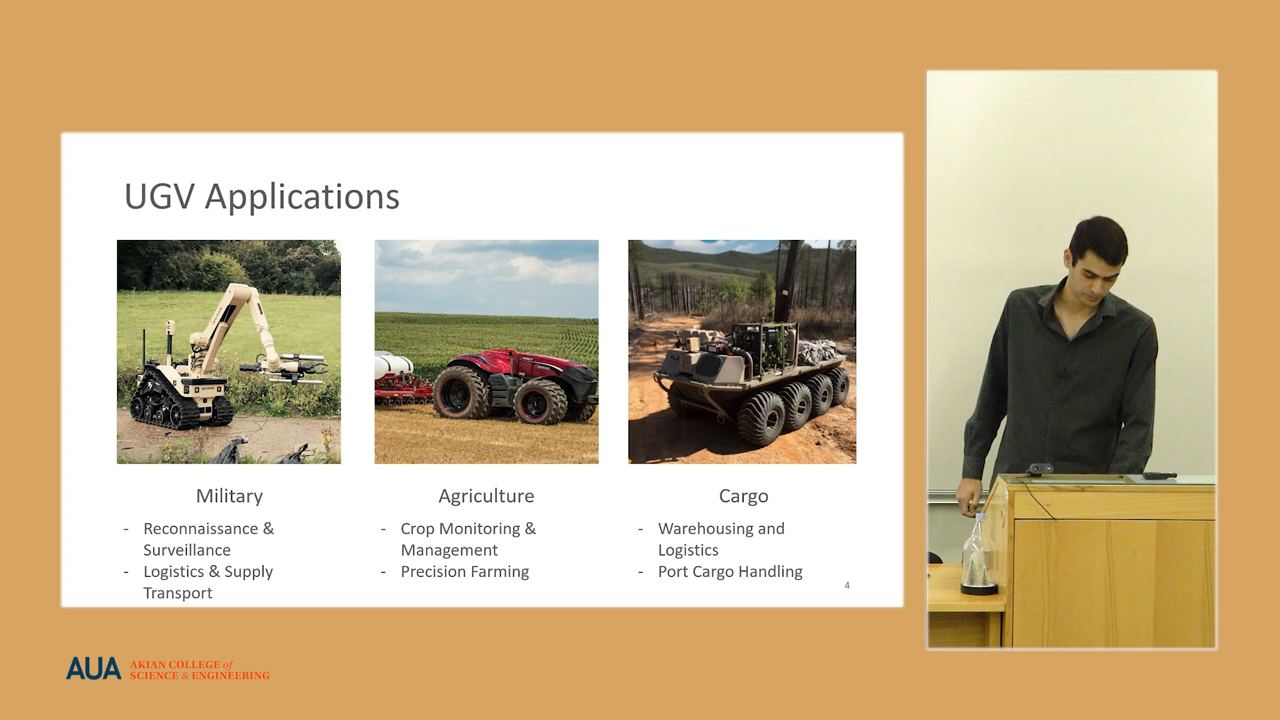 UGV Applications
Military
- Reconnaissance &
Surveillance
- Logistics & Supply
Transport
Agriculture
- Crop Monitoring &
Management
- Precision Farming
Cargo
- Warehousing and
Logistics
- Port Cargo Handling
4
AUA
AKIAN COLLEGE of
SCIENCE & ENGINEERING